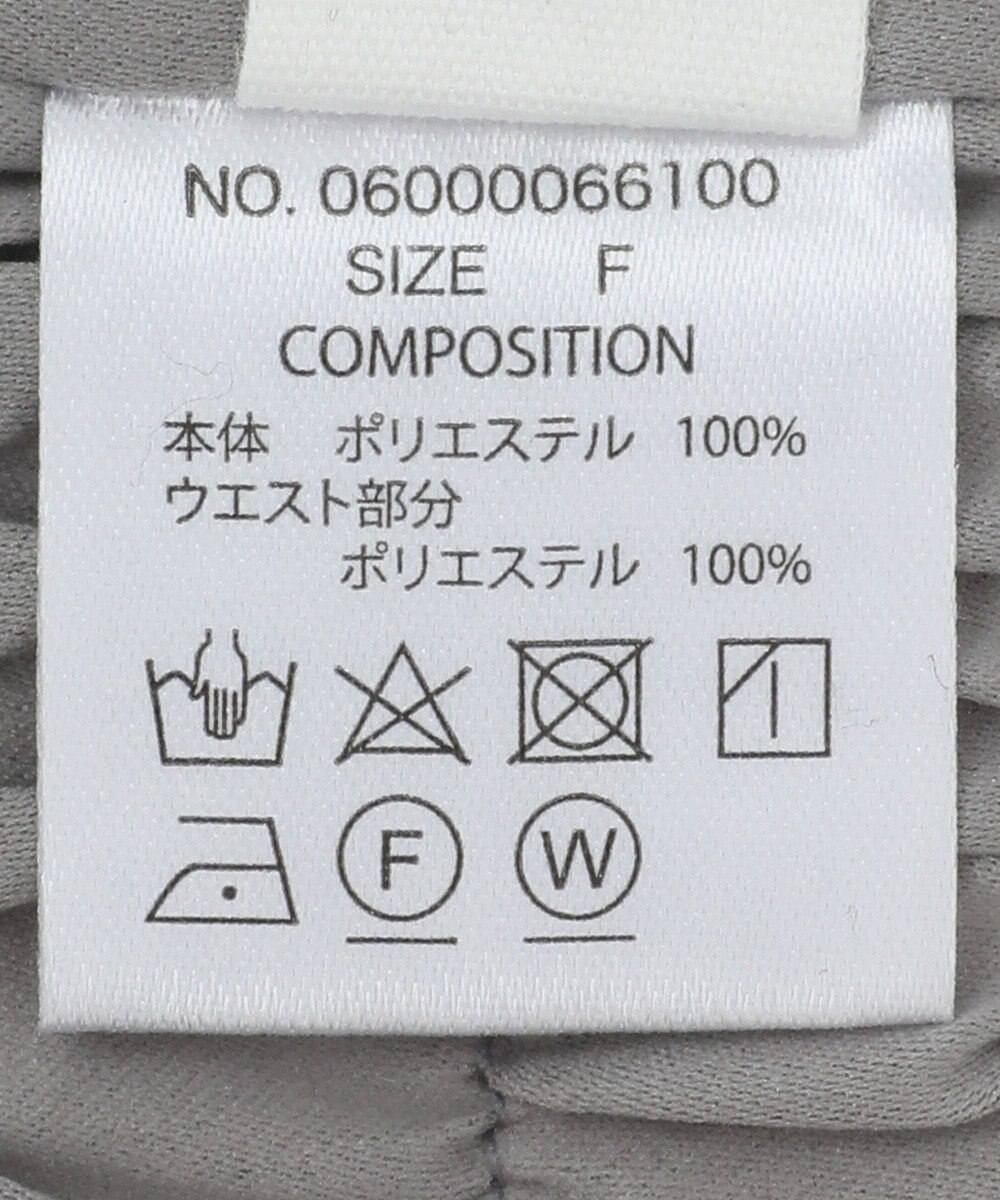 NO. 06000066100
SIZE F
COMPOSITION
本体 ポリエステル 100%
ウエスト部分
ポリエステル 100%
F W